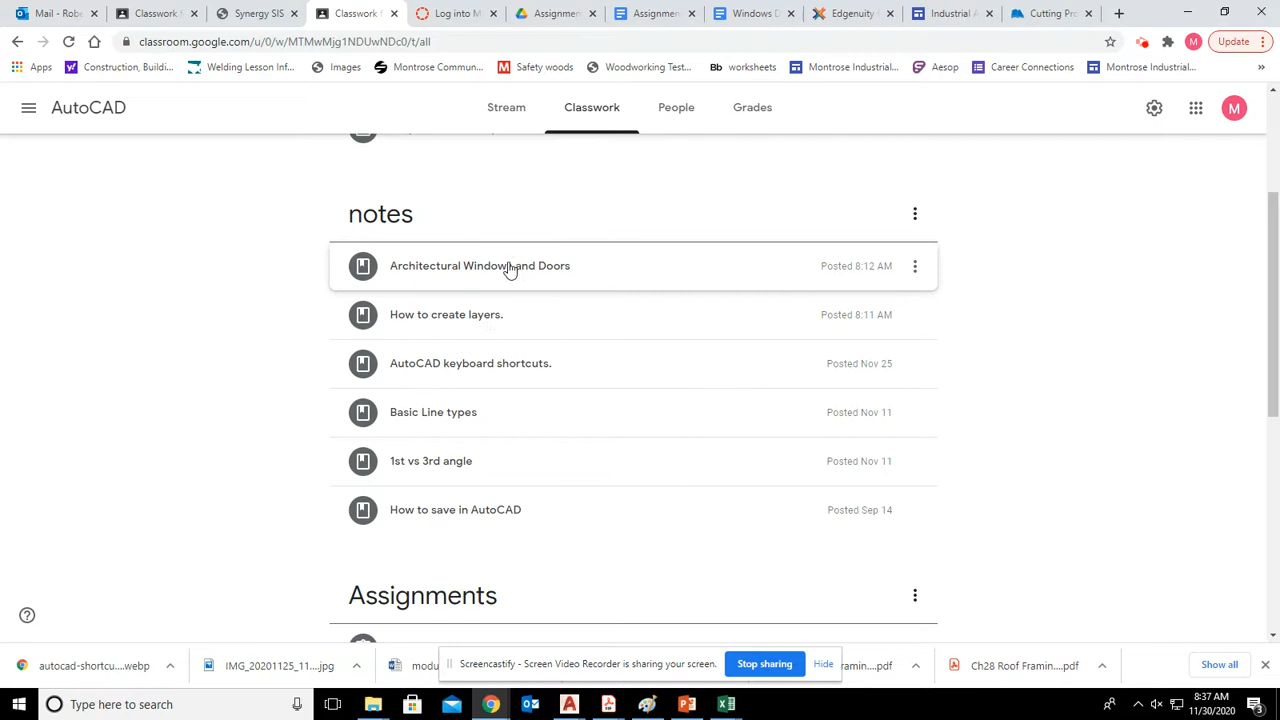 Mail - Robe
Classwork f
Synergy SIS
Classwork f
Log into M
Assignmen
Assignmen
Windows D
Edgenuity
Industrial A
Cutting Pro
classroom.google.com/u/0/w/MTMwMjg1NDUwNDc0/t/all
M
Update
Apps
Construction, Buildi...
Welding Lesson Inf...
Images
Montrose Commun...
Safety woods
Woodworking Test...
Bb worksheets
Montrose Industrial...
Aesop
Career Connections
Montrose Industrial...
AutoCAD
Stream
Classwork
People
Grades
M
notes
Architectural Windows and Doors
Posted 8:12 AM
How to create layers.
Posted 8:11 AM
AutoCAD keyboard shortcuts.
Posted Nov 25
Basic Line types
Posted Nov 11
1st vs 3rd angle
Posted Nov 11
How to save in AutoCAD
Posted Sep 14
Assignments
autocad-shortcu....webp
IMG_20201125_11....jpg
modu
Screencastify - Screen Video Recorder is sharing your screen.
Stop sharing
Hide
ramin....pdf
Ch28 Roof Framin....pdf
Show all
Type here to search
8:37 AM
11/30/2020
3